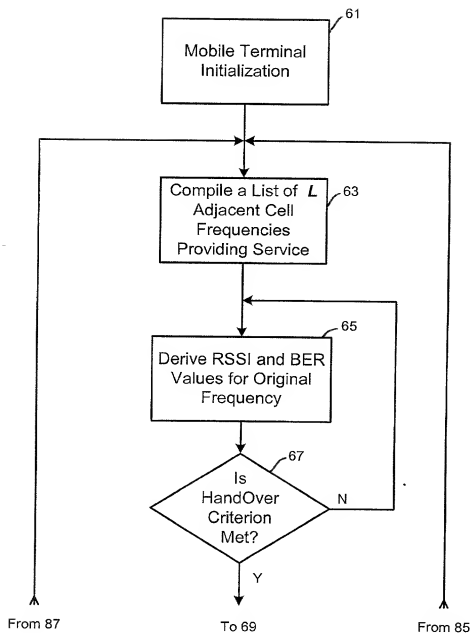 61
Mobile Terminal
Initialization
Compile a List of L
Adjacent Cell
Frequencies
Providing Service
63
65
Derive RSSI and BER
Values for Original
Frequency
67
Is
HandOver
Criterion
Met?
N
Y
From 87
To 69
From 85